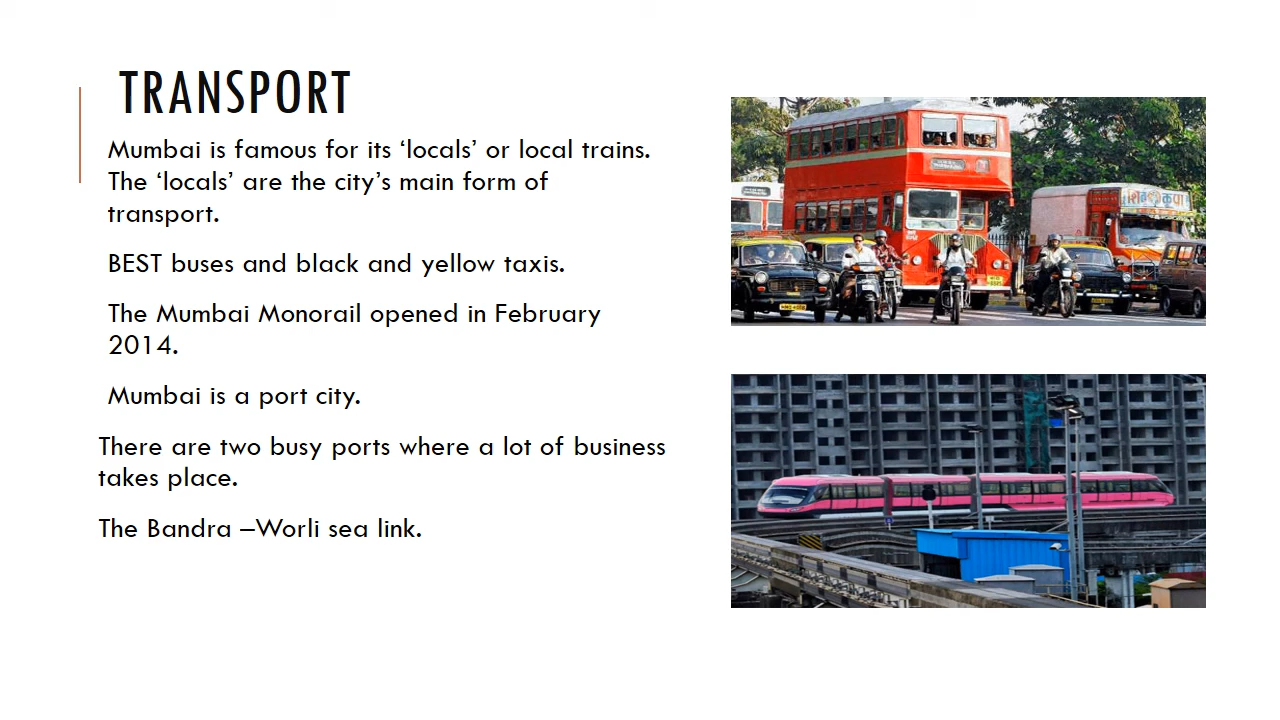 TRANSPORT
Mumbai is famous for its ‘locals’ or local trains.
The ‘locals’ are the city’s main form of
transport.
BEST buses and black and yellow taxis.
The Mumbai Monorail opened in February
2014.
Mumbai is a port city.
There are two busy ports where a lot of business
takes place.
The Bandra –Worli sea link.